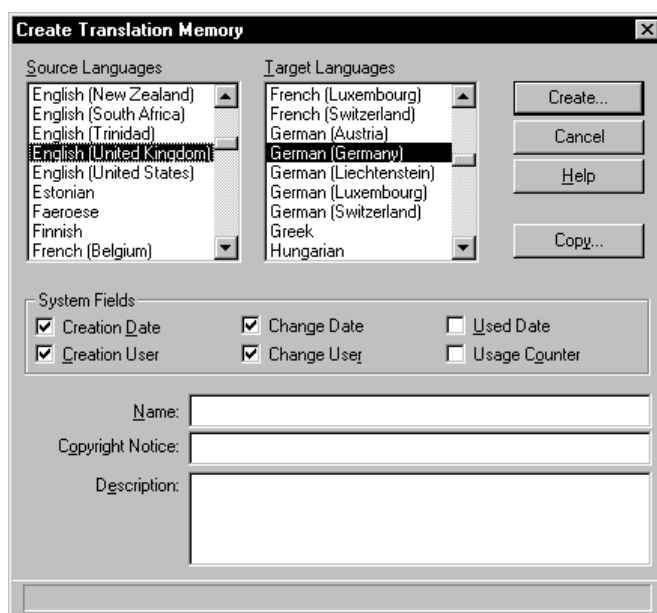 Create Translation Memory
Source Languages
English (New Zealand)
English (South Africa)
English (Trinidad)
English (United Kingdom)
English (United States)
Estonian
Faeroese
Finnish
French (Belgium)
Target Languages
French (Luxembourg)
French (Switzerland)
German (Austria)
German (Germany)
German (Liechtenstein)
German (Luxembourg)
German (Switzerland)
Greek
Hungarian
Create...
Cancel
Help
Copy...
System Fields
Creation Date
Change Date
Used Date
Creation User
Change User
Usage Counter
Name:
Copyright Notice:
Description: